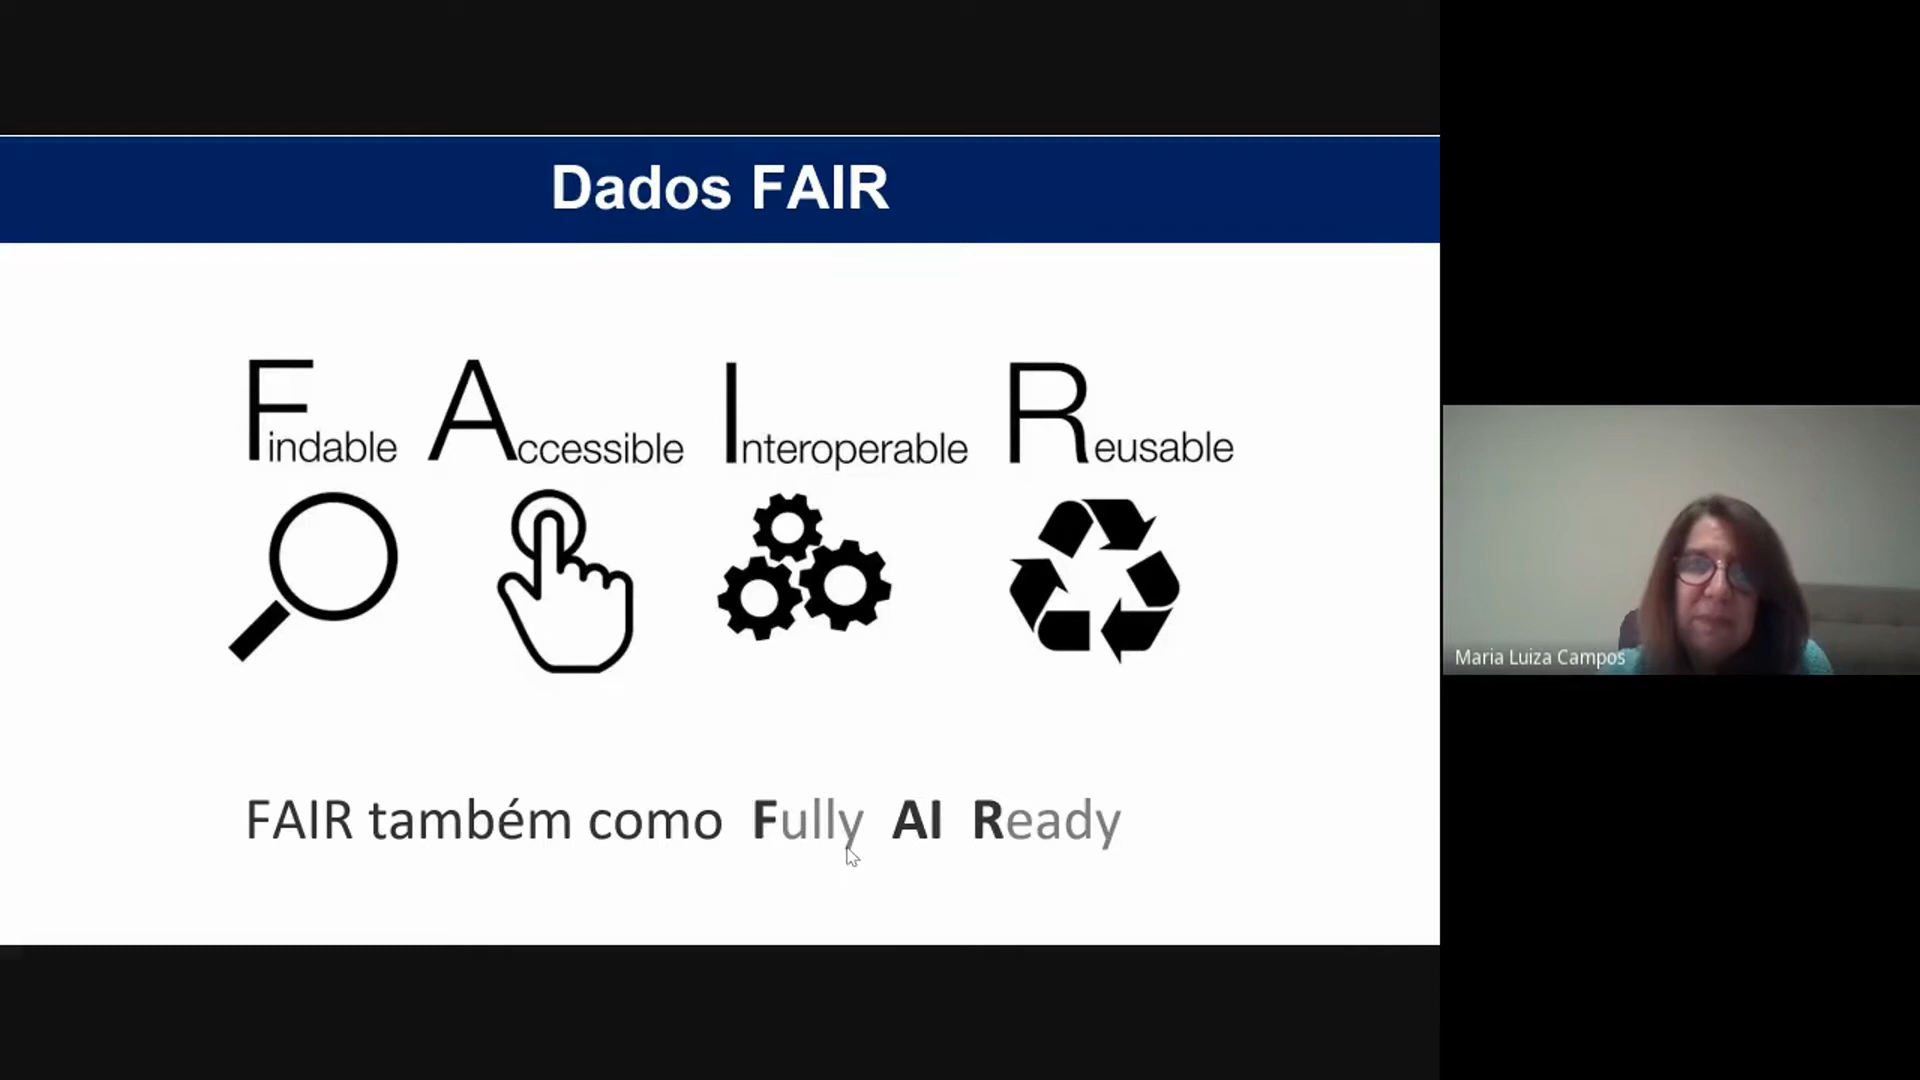 Dados FAIR
Findable Accessible Interoperable Reusable
FAIR também como Fully AI Ready
Maria Luiza Campos